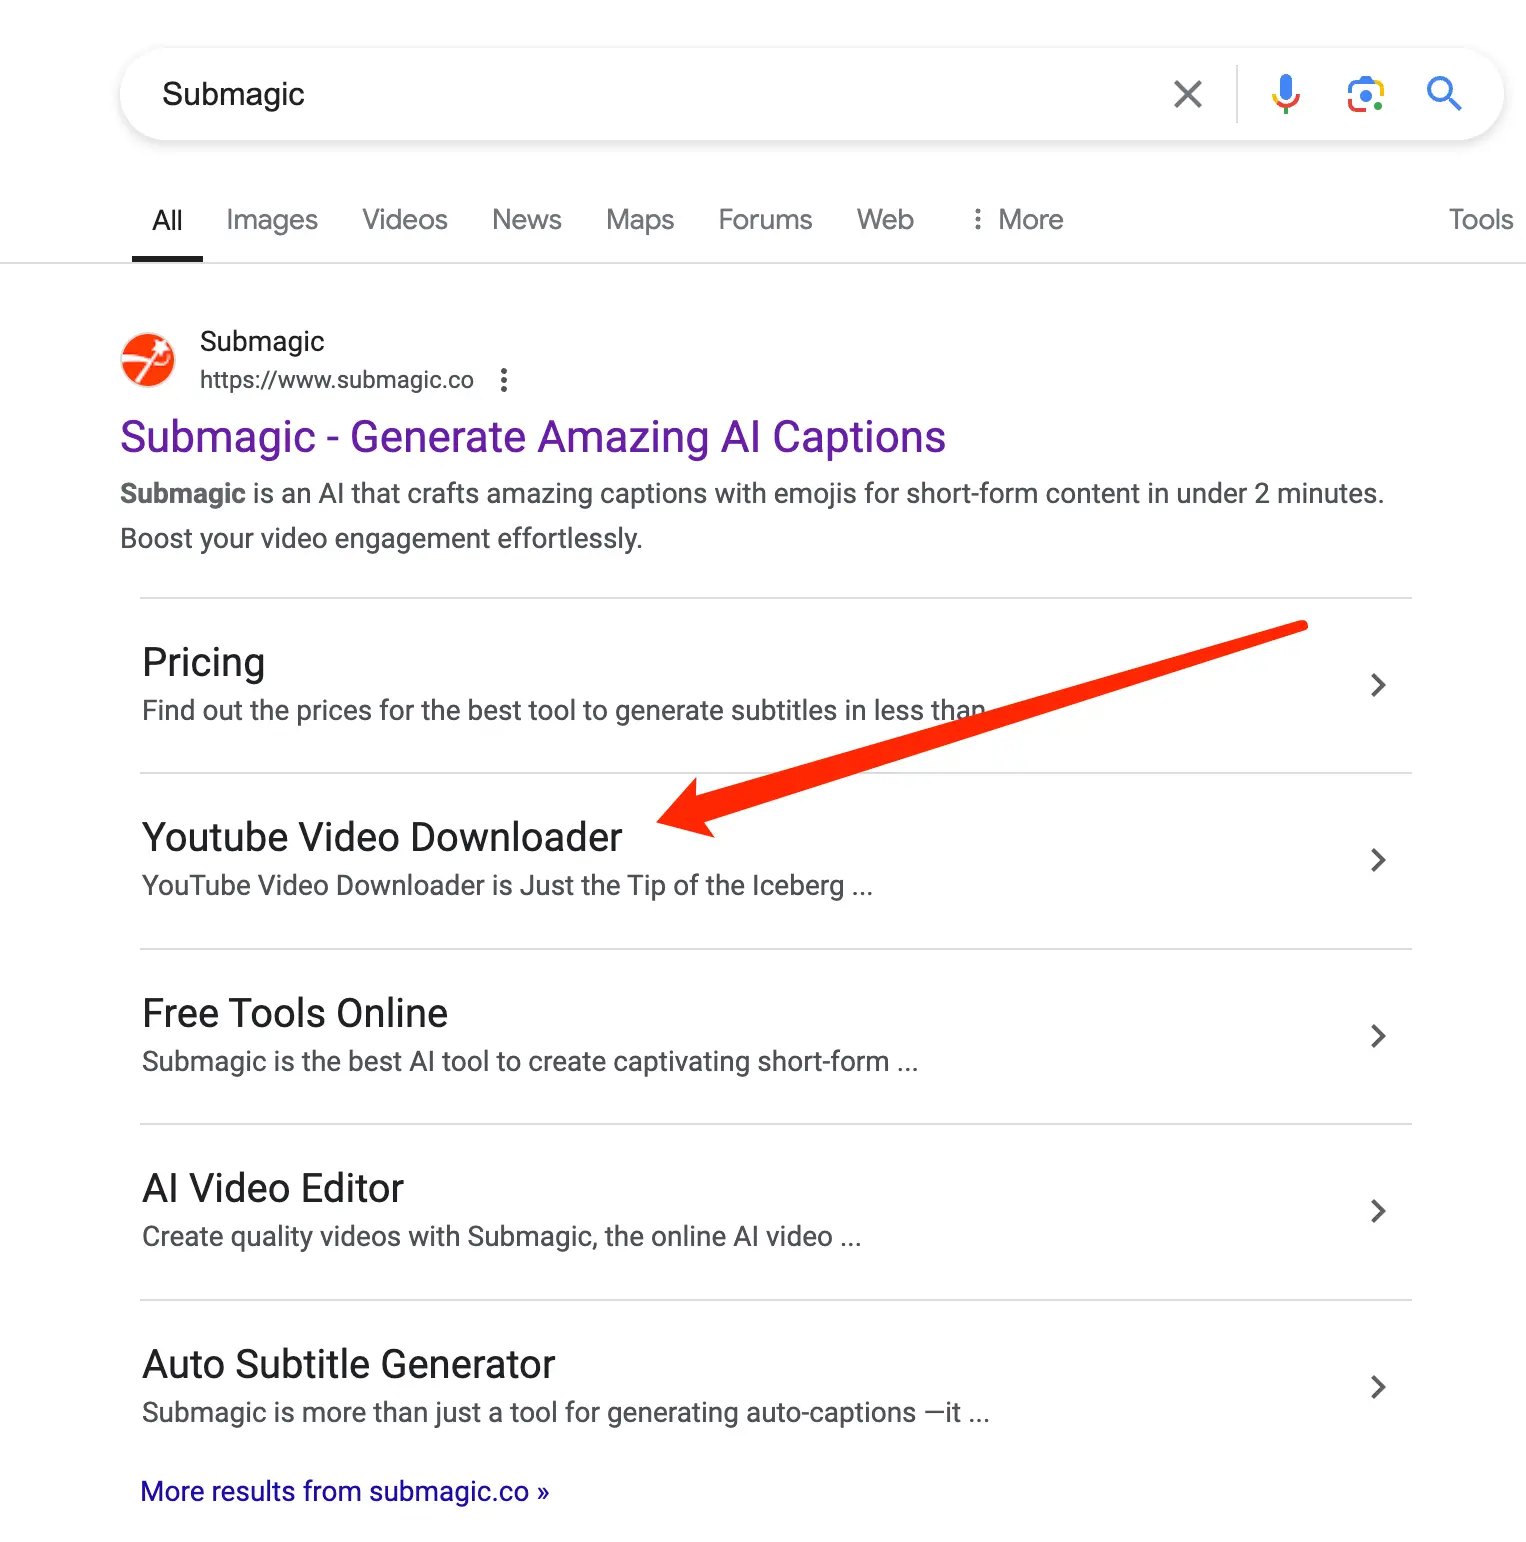 Submagic
All Images Videos News Maps Forums Web More Tools
Submagic
https://www.submagic.co
Submagic - Generate Amazing AI Captions
Submagic is an AI that crafts amazing captions with emojis for short-form content in under 2 minutes.
Boost your video engagement effortlessly.
Pricing
Find out the prices for the best tool to generate subtitles in less than
Youtube Video Downloader
YouTube Video Downloader is Just the Tip of the Iceberg ...
Free Tools Online
Submagic is the best AI tool to create captivating short-form ...
AI Video Editor
Create quality videos with Submagic, the online AI video ...
Auto Subtitle Generator
Submagic is more than just a tool for generating auto-captions —it ...
More results from submagic.co »